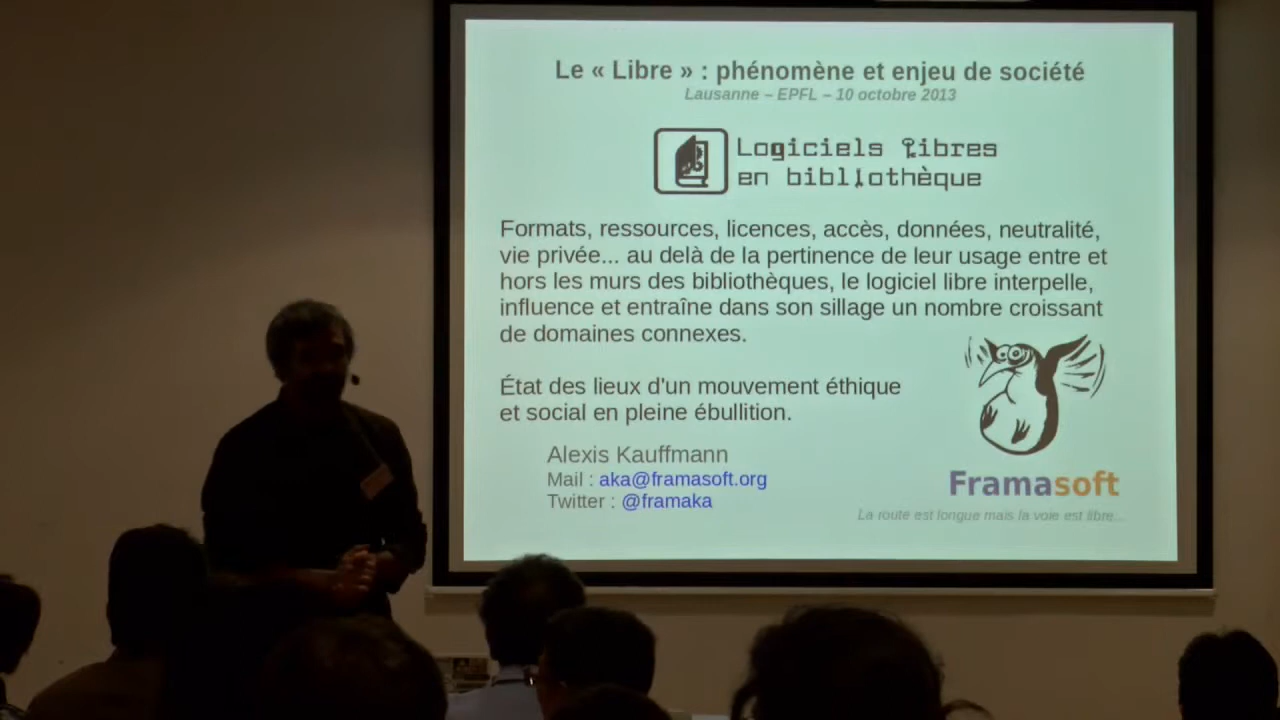 Le « Libre » : phénomène et enjeu de société
Lausanne – EPFL – 10 octobre 2013
Logiciels Libres
en bibliothèque
Formats, ressources, licences, accès, données, neutralité,
vie privée... au delà de la pertinence de leur usage entre et
hors les murs des bibliothèques, le logiciel libre interpelle,
influence et entraîne dans son sillage un nombre croissant
de domaines connexes.
État des lieux d'un mouvement éthique
et social en pleine ébullition.
Alexis Kauffmann
Mail : aka@framasoft.org
Twitter : @framaka
Framasoft
La route est longue mais la voie est libre...